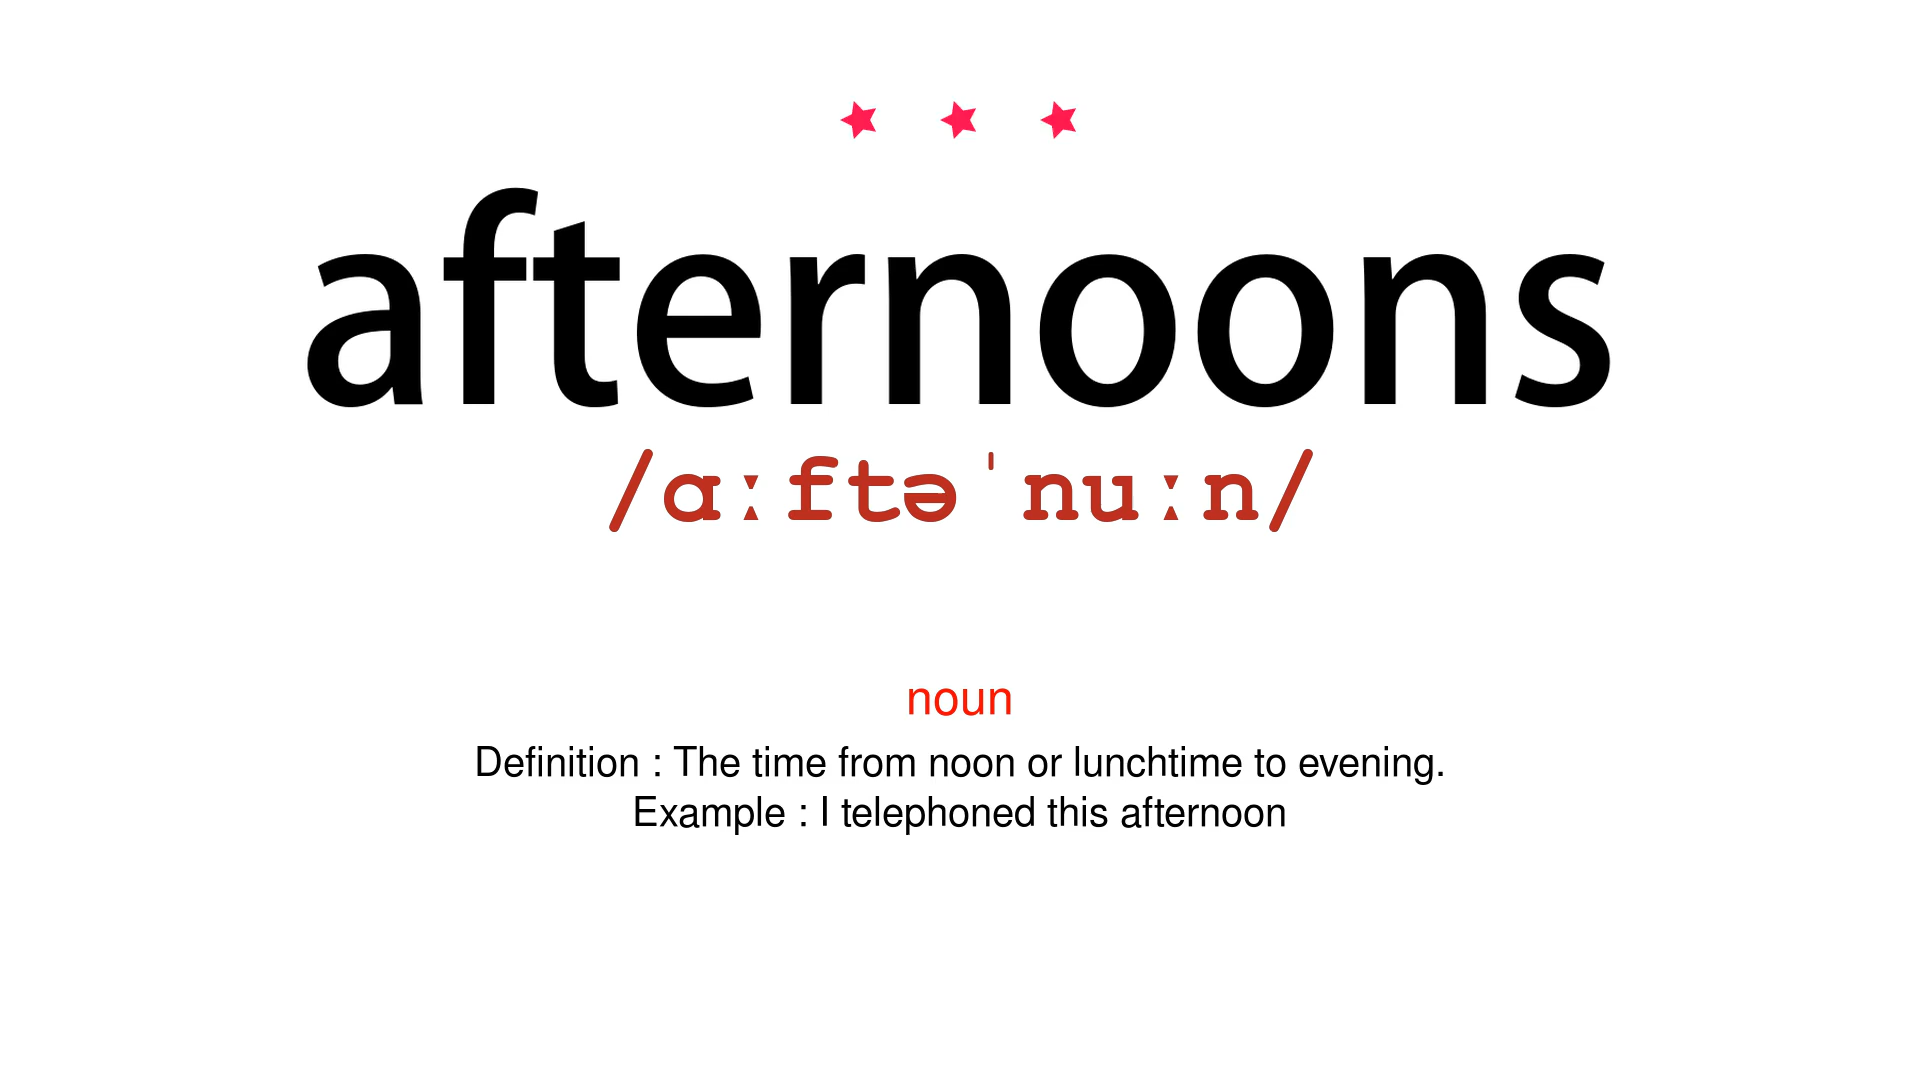 afternoons
/ɑːftəˈnuːn/
noun
Definition : The time from noon or lunchtime to evening.
Example : I telephoned this afternoon